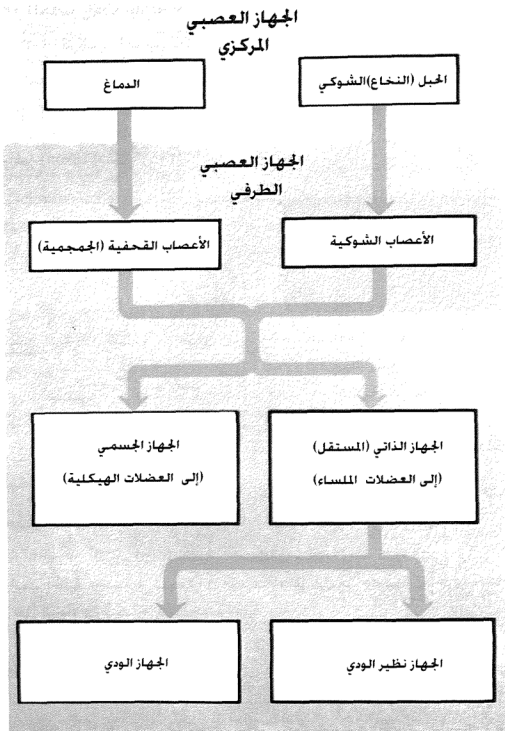 الجهاز العصبي
المركزي
الحبل (النخاع)الشوكي
الدماغ
الجهاز العصبي
الطرفي
الأعصاب الشوكية
الأعصاب القحفية (الجمجمية)
الجهاز الذاتي (المستقل)
(إلى العضلات الملساء)
الجهاز الجسمي
(إلى العضلات الهيكلية)
الجهاز نظير الودي
الجهاز الودي